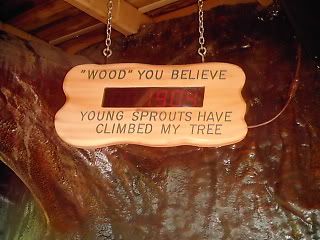 "WOOD" YOU BELIEVE
YOUNG SPROUTS HAVE
CLIMBED MY TREE